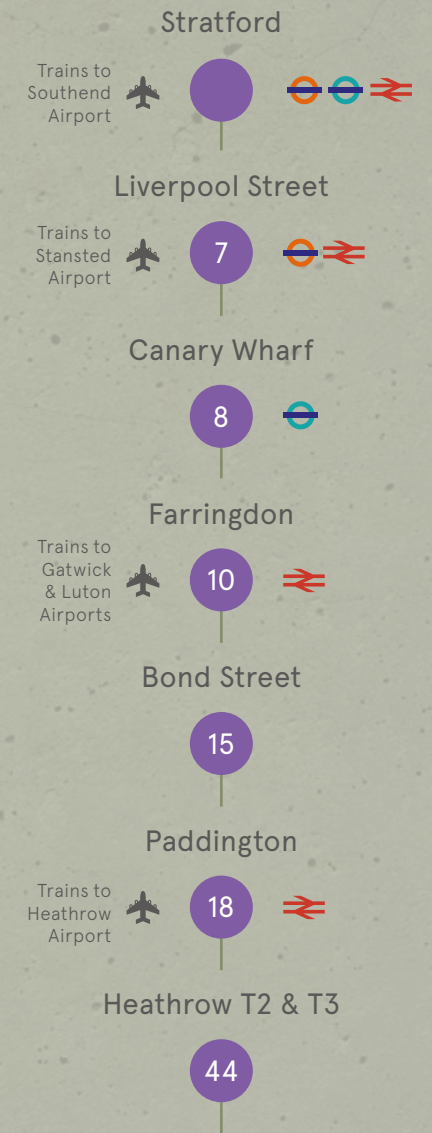 Stratford
Trains to
Southend
Airport
Liverpool Street
Trains to
Stansted
Airport
7
Canary Wharf
8
Farringdon
Trains to
Gatwick
& Luton
Airports
10
Bond Street
15
Paddington
Trains to
Heathrow
Airport
18
Heathrow T2 & T3
44